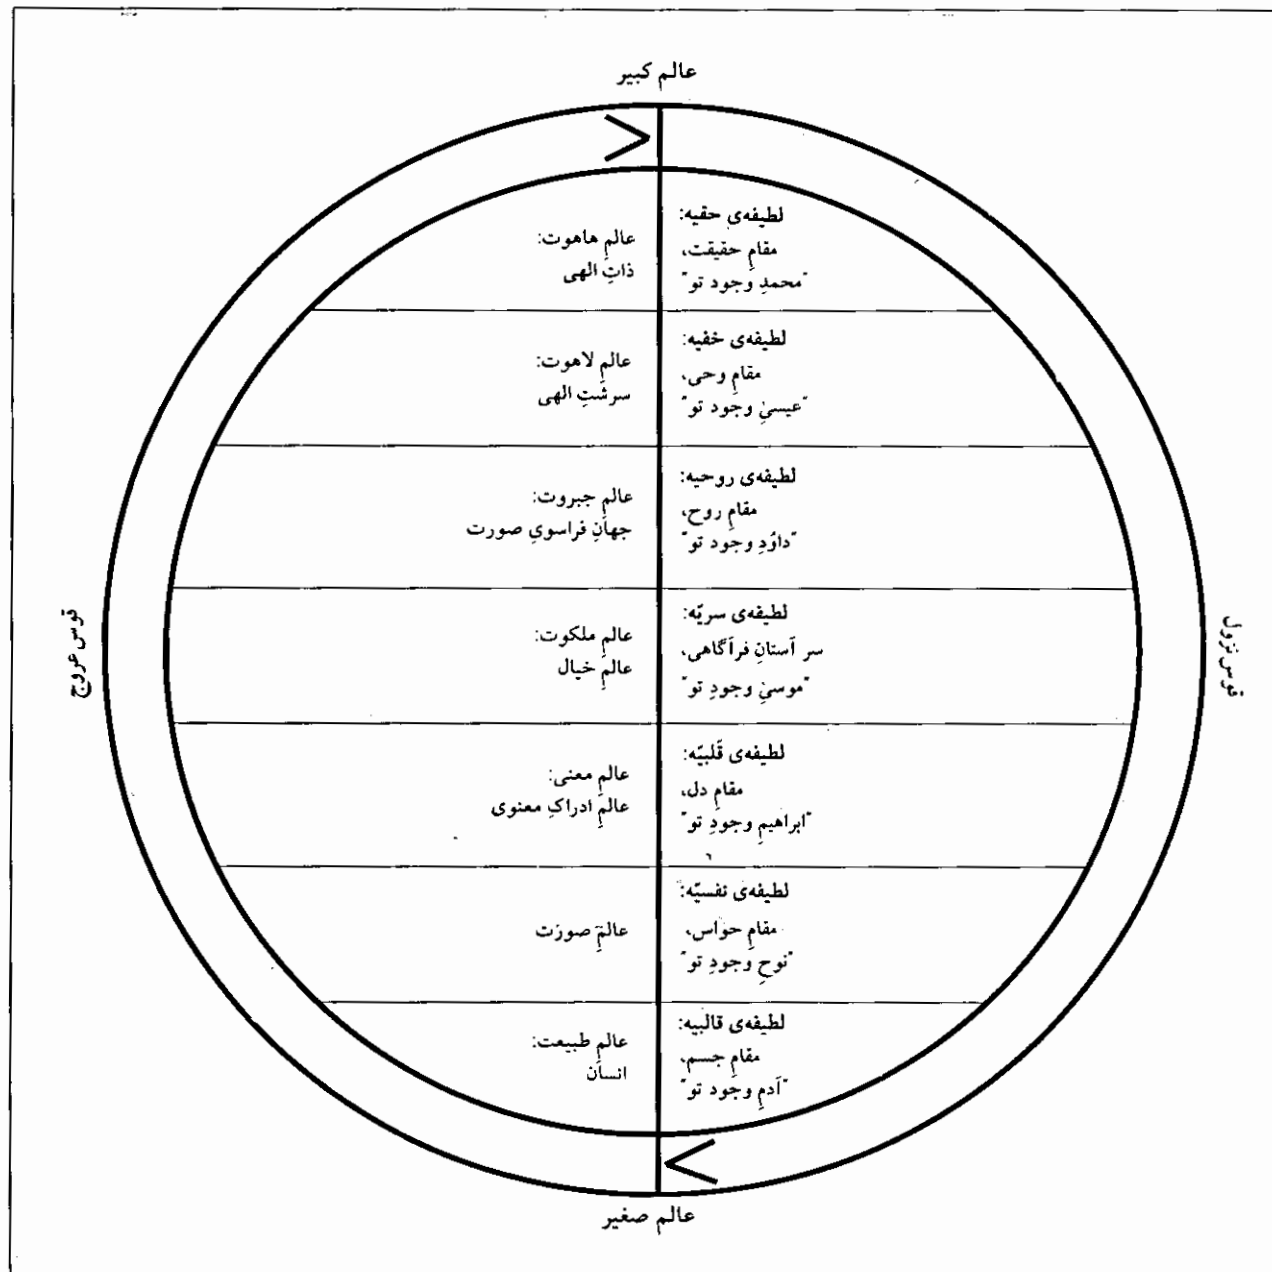 عالم کبیر
لطیفه‌ی حقیه:
مقامِ حقیقت،
"محمدِ وجود تو"
عالمِ هاهوت:
ذاتِ الهی
لطیفه‌ی خفیه:
مقامِ وحی،
"عیسیِ وجود تو"
عالمِ لاهوت:
سرشتِ الهی
لطیفه‌ی روحیه:
مقامِ روح،
"داوُدِ وجود تو"
عالمِ جبروت:
جهانِ فراسویِ صورت
لطیفه‌ی سریّه:
سر آستانِ فرآگاهی،
"موسیِ وجودِ تو"
عالمِ ملکوت:
عالمِ خیال
لطیفه‌ی قَلبیّه:
مقامِ دل،
"ابراهیمِ وجودِ تو"
عالمِ معنی:
عالمِ ادراکِ معنوی
لطیفه‌ی نفسیّه:
مقامِ حواس،
"نوحِ وجودِ تو"
عالمِ صورت
لطیفه‌ی قالبیه:
مقامِ جسم،
"آدمِ وجود تو"
عالمِ طبیعت:
انسان
قوس نزول
قوس عروج
عالم صغیر